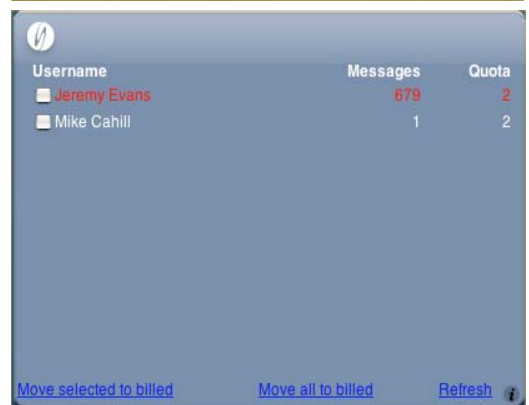 Username Messages Quota
Jeremy Evans 679 2
Mike Cahill 1 2
Move selected to billed Move all to billed Refresh i